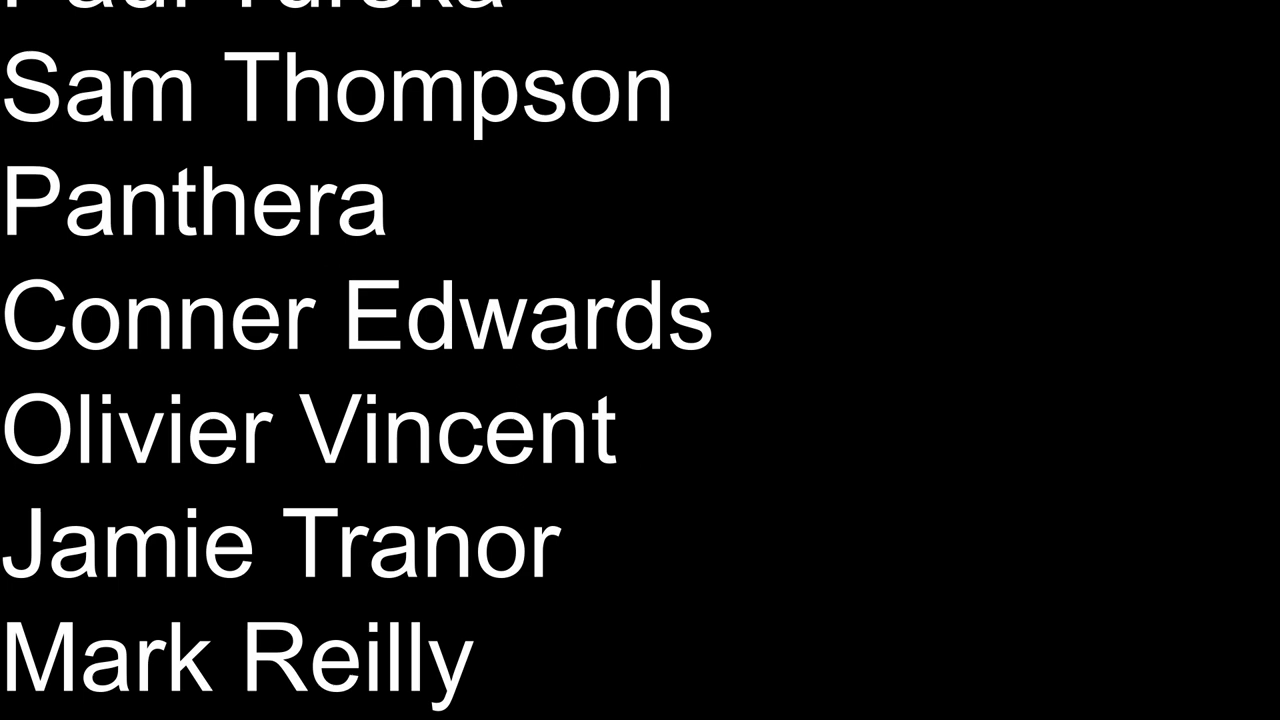 Sam Thompson
Panthera
Conner Edwards
Olivier Vincent
Jamie Tranor
Mark Reilly